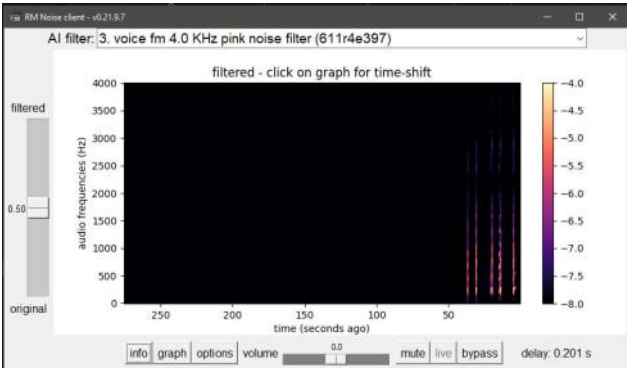 RM Noise client - v0.21.9.7
AI filter: 3. voice fm 4.0 KHz pink noise filter (611r4e397)
filtered - click on graph for time-shift
filtered
0.50
original
audio frequencies (Hz)
4000
3500
3000
2500
2000
1500
1000
500
0
250 200 150 100 50
time (seconds ago)
−4.0
−4.5
−5.0
−5.5
−6.0
−6.5
−7.0
−7.5
−8.0
info graph options volume 0.0 mute live bypass delay: 0.201 s